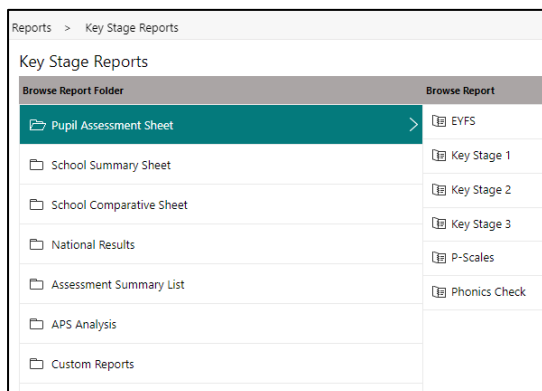 Reports > Key Stage Reports
Key Stage Reports
Browse Report Folder
Browse Report
Pupil Assessment Sheet
School Summary Sheet
School Comparative Sheet
National Results
Assessment Summary List
APS Analysis
Custom Reports
EYFS
Key Stage 1
Key Stage 2
Key Stage 3
P-Scales
Phonics Check